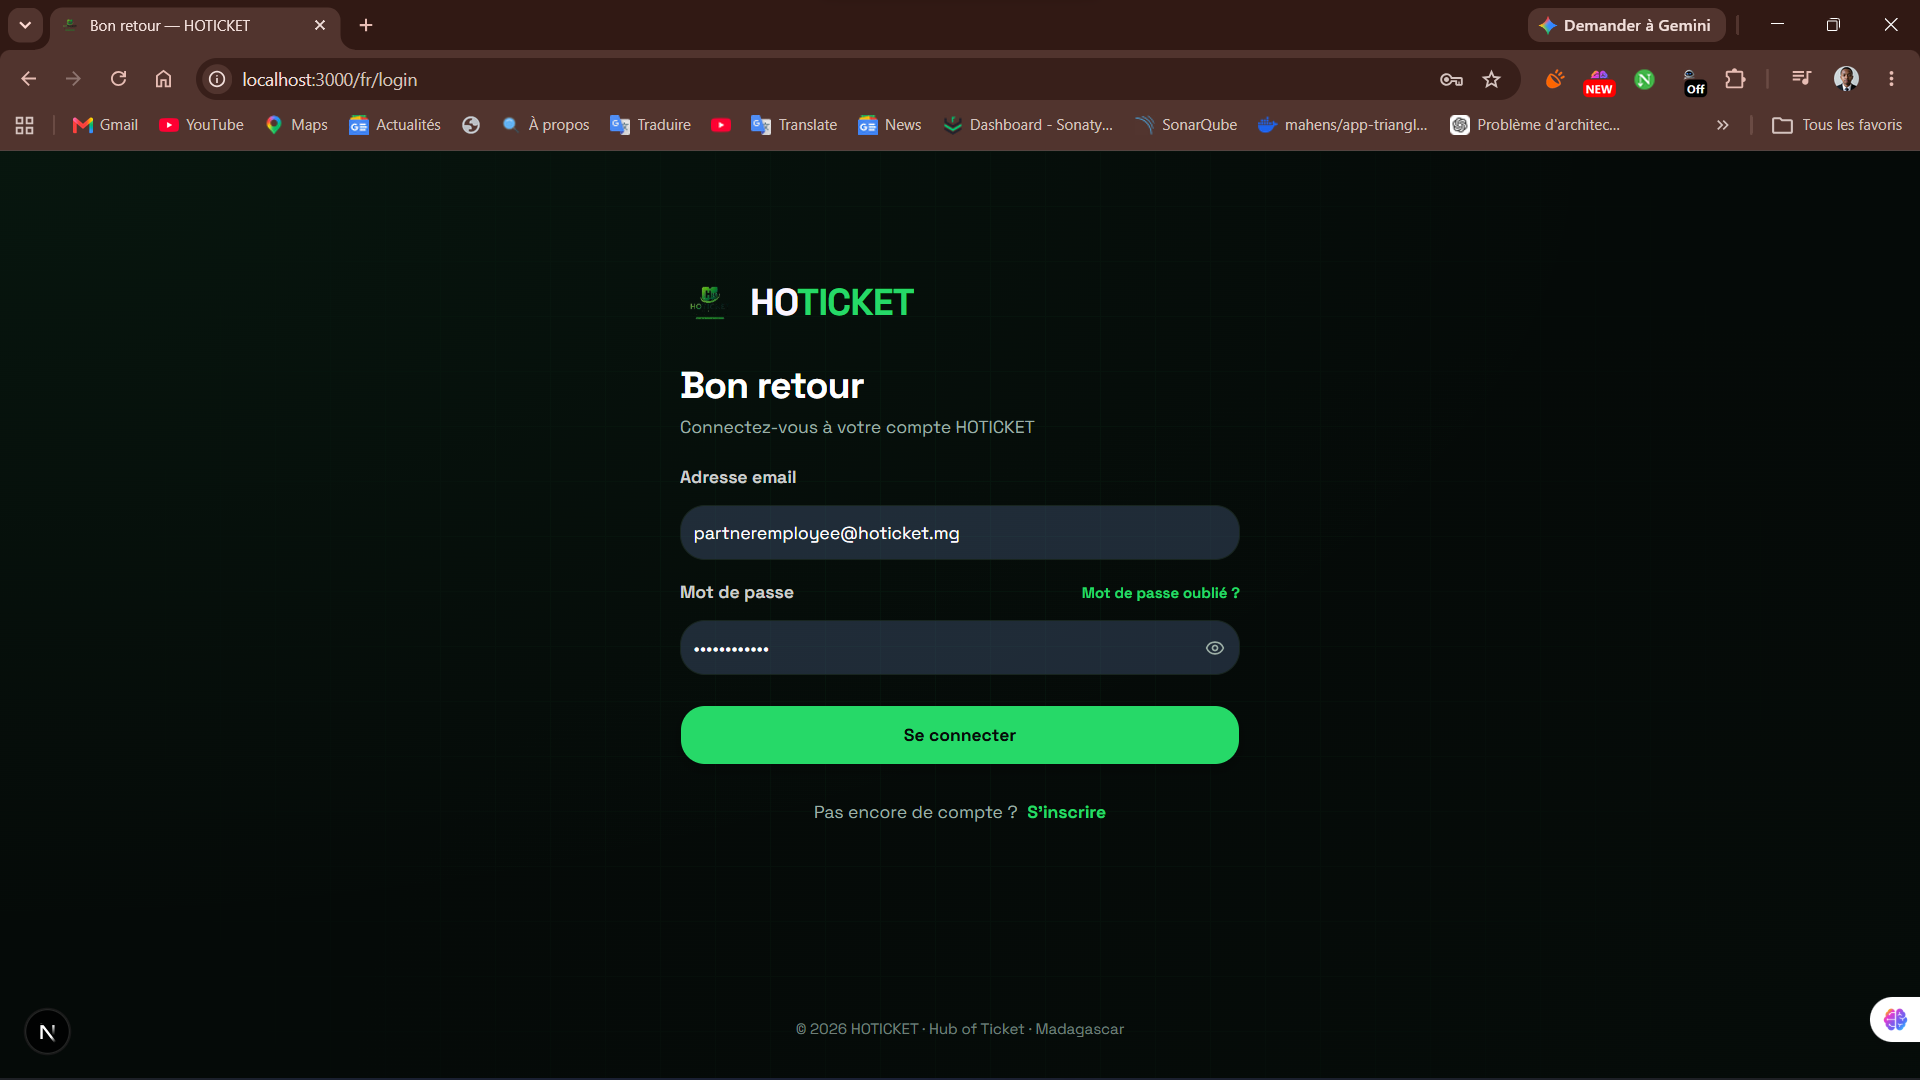 Bon retour — HOTICKET
Demander à Gemini
localhost:3000/fr/login
NEW
N
Off
Gmail
YouTube
Maps
Actualités
À propos
Traduire
Translate
News
Dashboard - Sonaty...
SonarQube
mahens/app-triangl...
Problème d'architec...
Tous les favoris
HOTICKET
Bon retour
Connectez-vous à votre compte HOTICKET
Adresse email
partneremployee@hoticket.mg
Mot de passe
Mot de passe oublié ?
••••••••••••
Se connecter
Pas encore de compte ? S'inscrire
© 2026 HOTICKET · Hub of Ticket · Madagascar
N